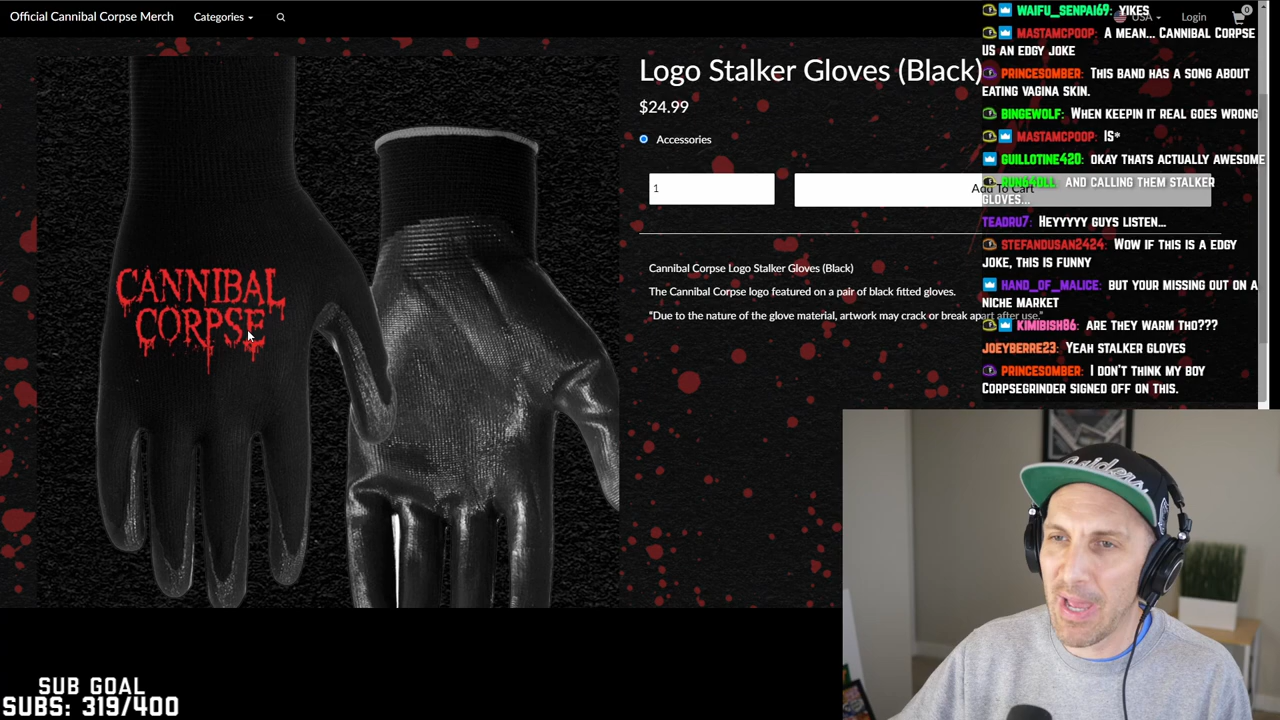 Official Cannibal Corpse Merch
Categories
USA
0
Login
Logo Stalker Gloves (Black)
$24.99
Accessories
1
Add To Cart
Cannibal Corpse Logo Stalker Gloves (Black)
The Cannibal Corpse logo featured on a pair of black fitted gloves.
"Due to the nature of the glove material, artwork may crack or break apart after use."
CANNIBAL
CORPSE
WAIFU_SENPAI69: YIKES
MASTAMCPOOP: A MEAN... CANNIBAL CORPSE
US AN EDGY JOKE
PRINCESOMBER: THIS BAND HAS A SONG ABOUT
EATING VAGINA SKIN.
BINGEWOLF: WHEN KEEPIN IT REAL GOES WRONG
MASTAMCPOOP: IS*
GUILLOTINE420: OKAY THATS ACTUALLY AWESOME
RUN64DLL: AND CALLING THEM STALKER
GLOVES...
TEADRU7: HEYYYYY GUYS LISTEN...
STEFANDUSAN2424: WOW IF THIS IS A EDGY
JOKE, THIS IS FUNNY
HAND_OF_MALICE: BUT YOUR MISSING OUT ON A
NICHE MARKET
KIMIBISH86: ARE THEY WARM THO???
JOEYBERRE23: YEAH STALKER GLOVES
PRINCESOMBER: I DON'T THINK MY BOY
CORPSEGRINDER SIGNED OFF ON THIS.
Raiders
SUB GOAL
SUBS: 319/400